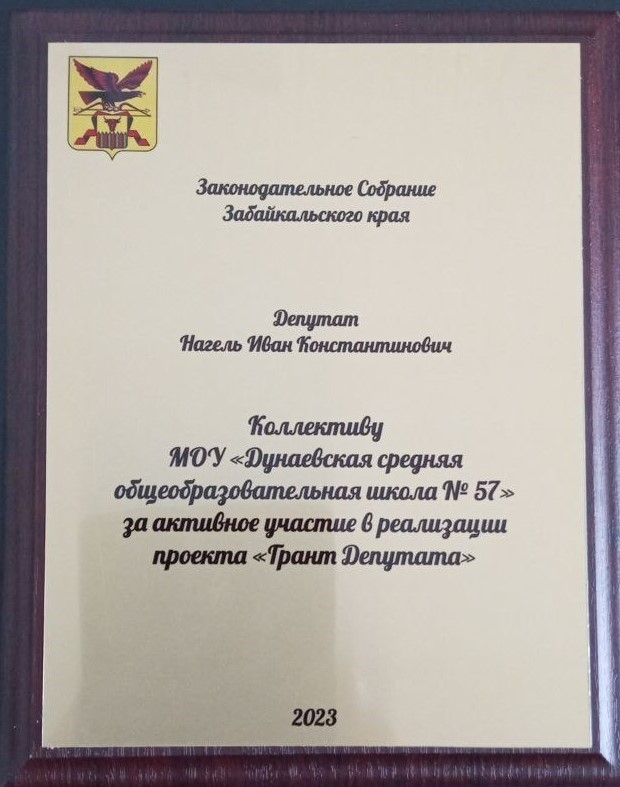 Законодательное Собрание
Забайкальского края
Депутат
Нагель Иван Константинович
Коллективу
МОУ «Дунаевская средняя
общеобразовательная школа № 57»
за активное участие в реализации
проекта «Грант Депутата»
2023